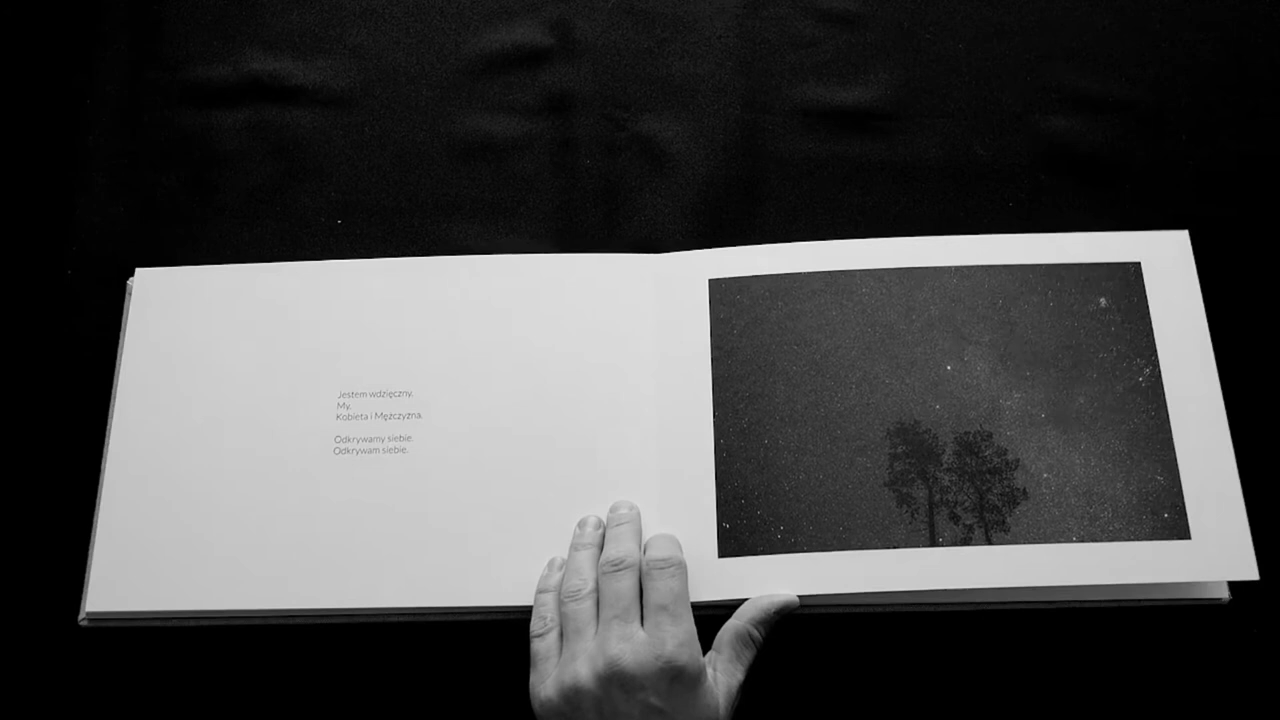 Jestem wdzięczny.
My.
Kobieta i Mężczyzna.
Odkrywamy siebie.
Odkrywam siebie.